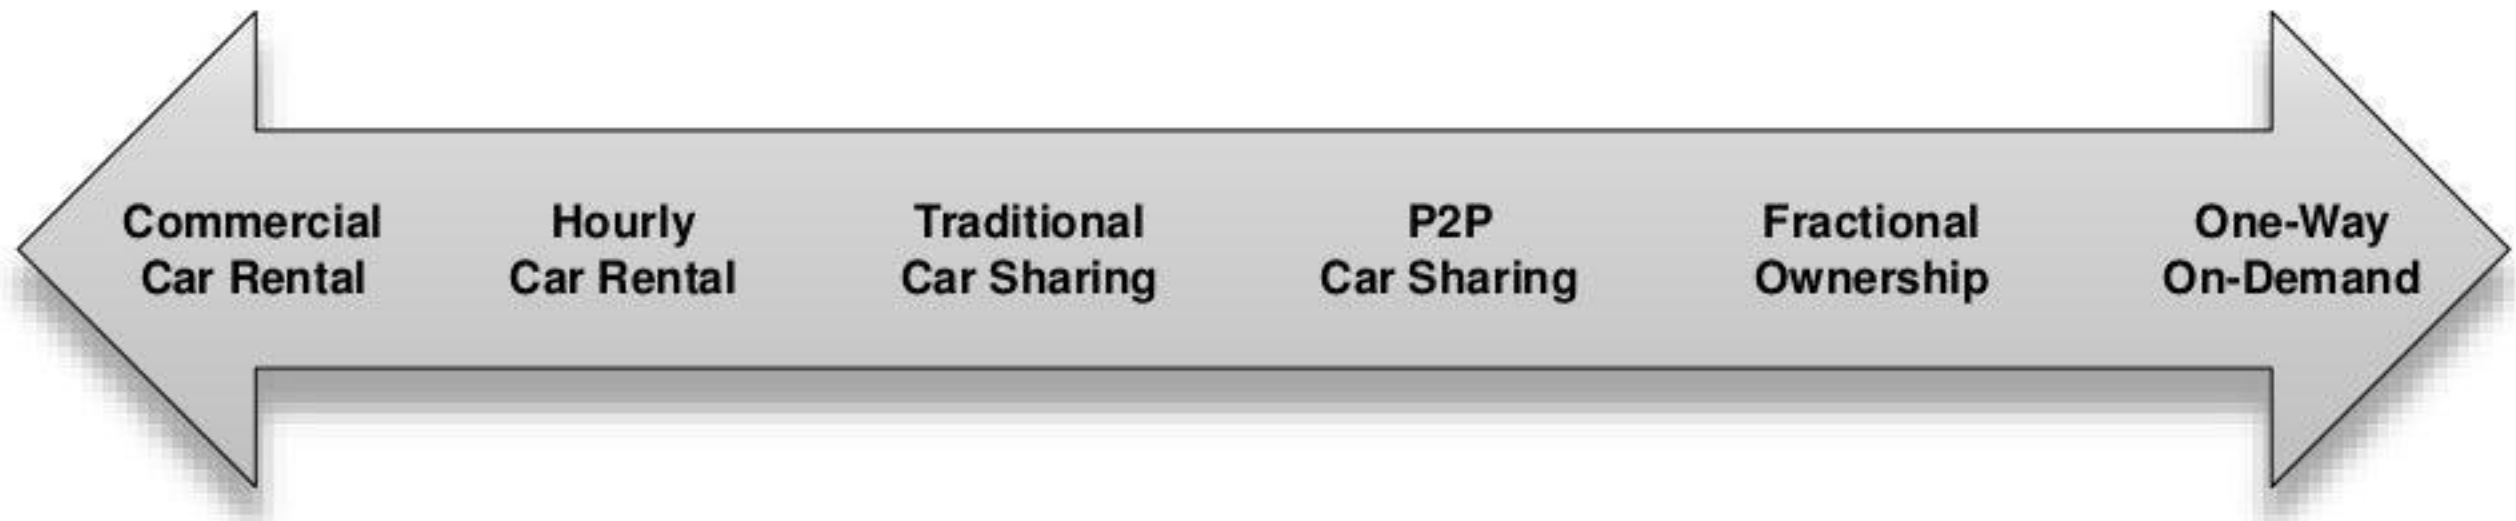 Commercial
Car Rental
Hourly
Car Rental
Traditional
Car Sharing
P2P
Car Sharing
Fractional
Ownership
One-Way
On-Demand